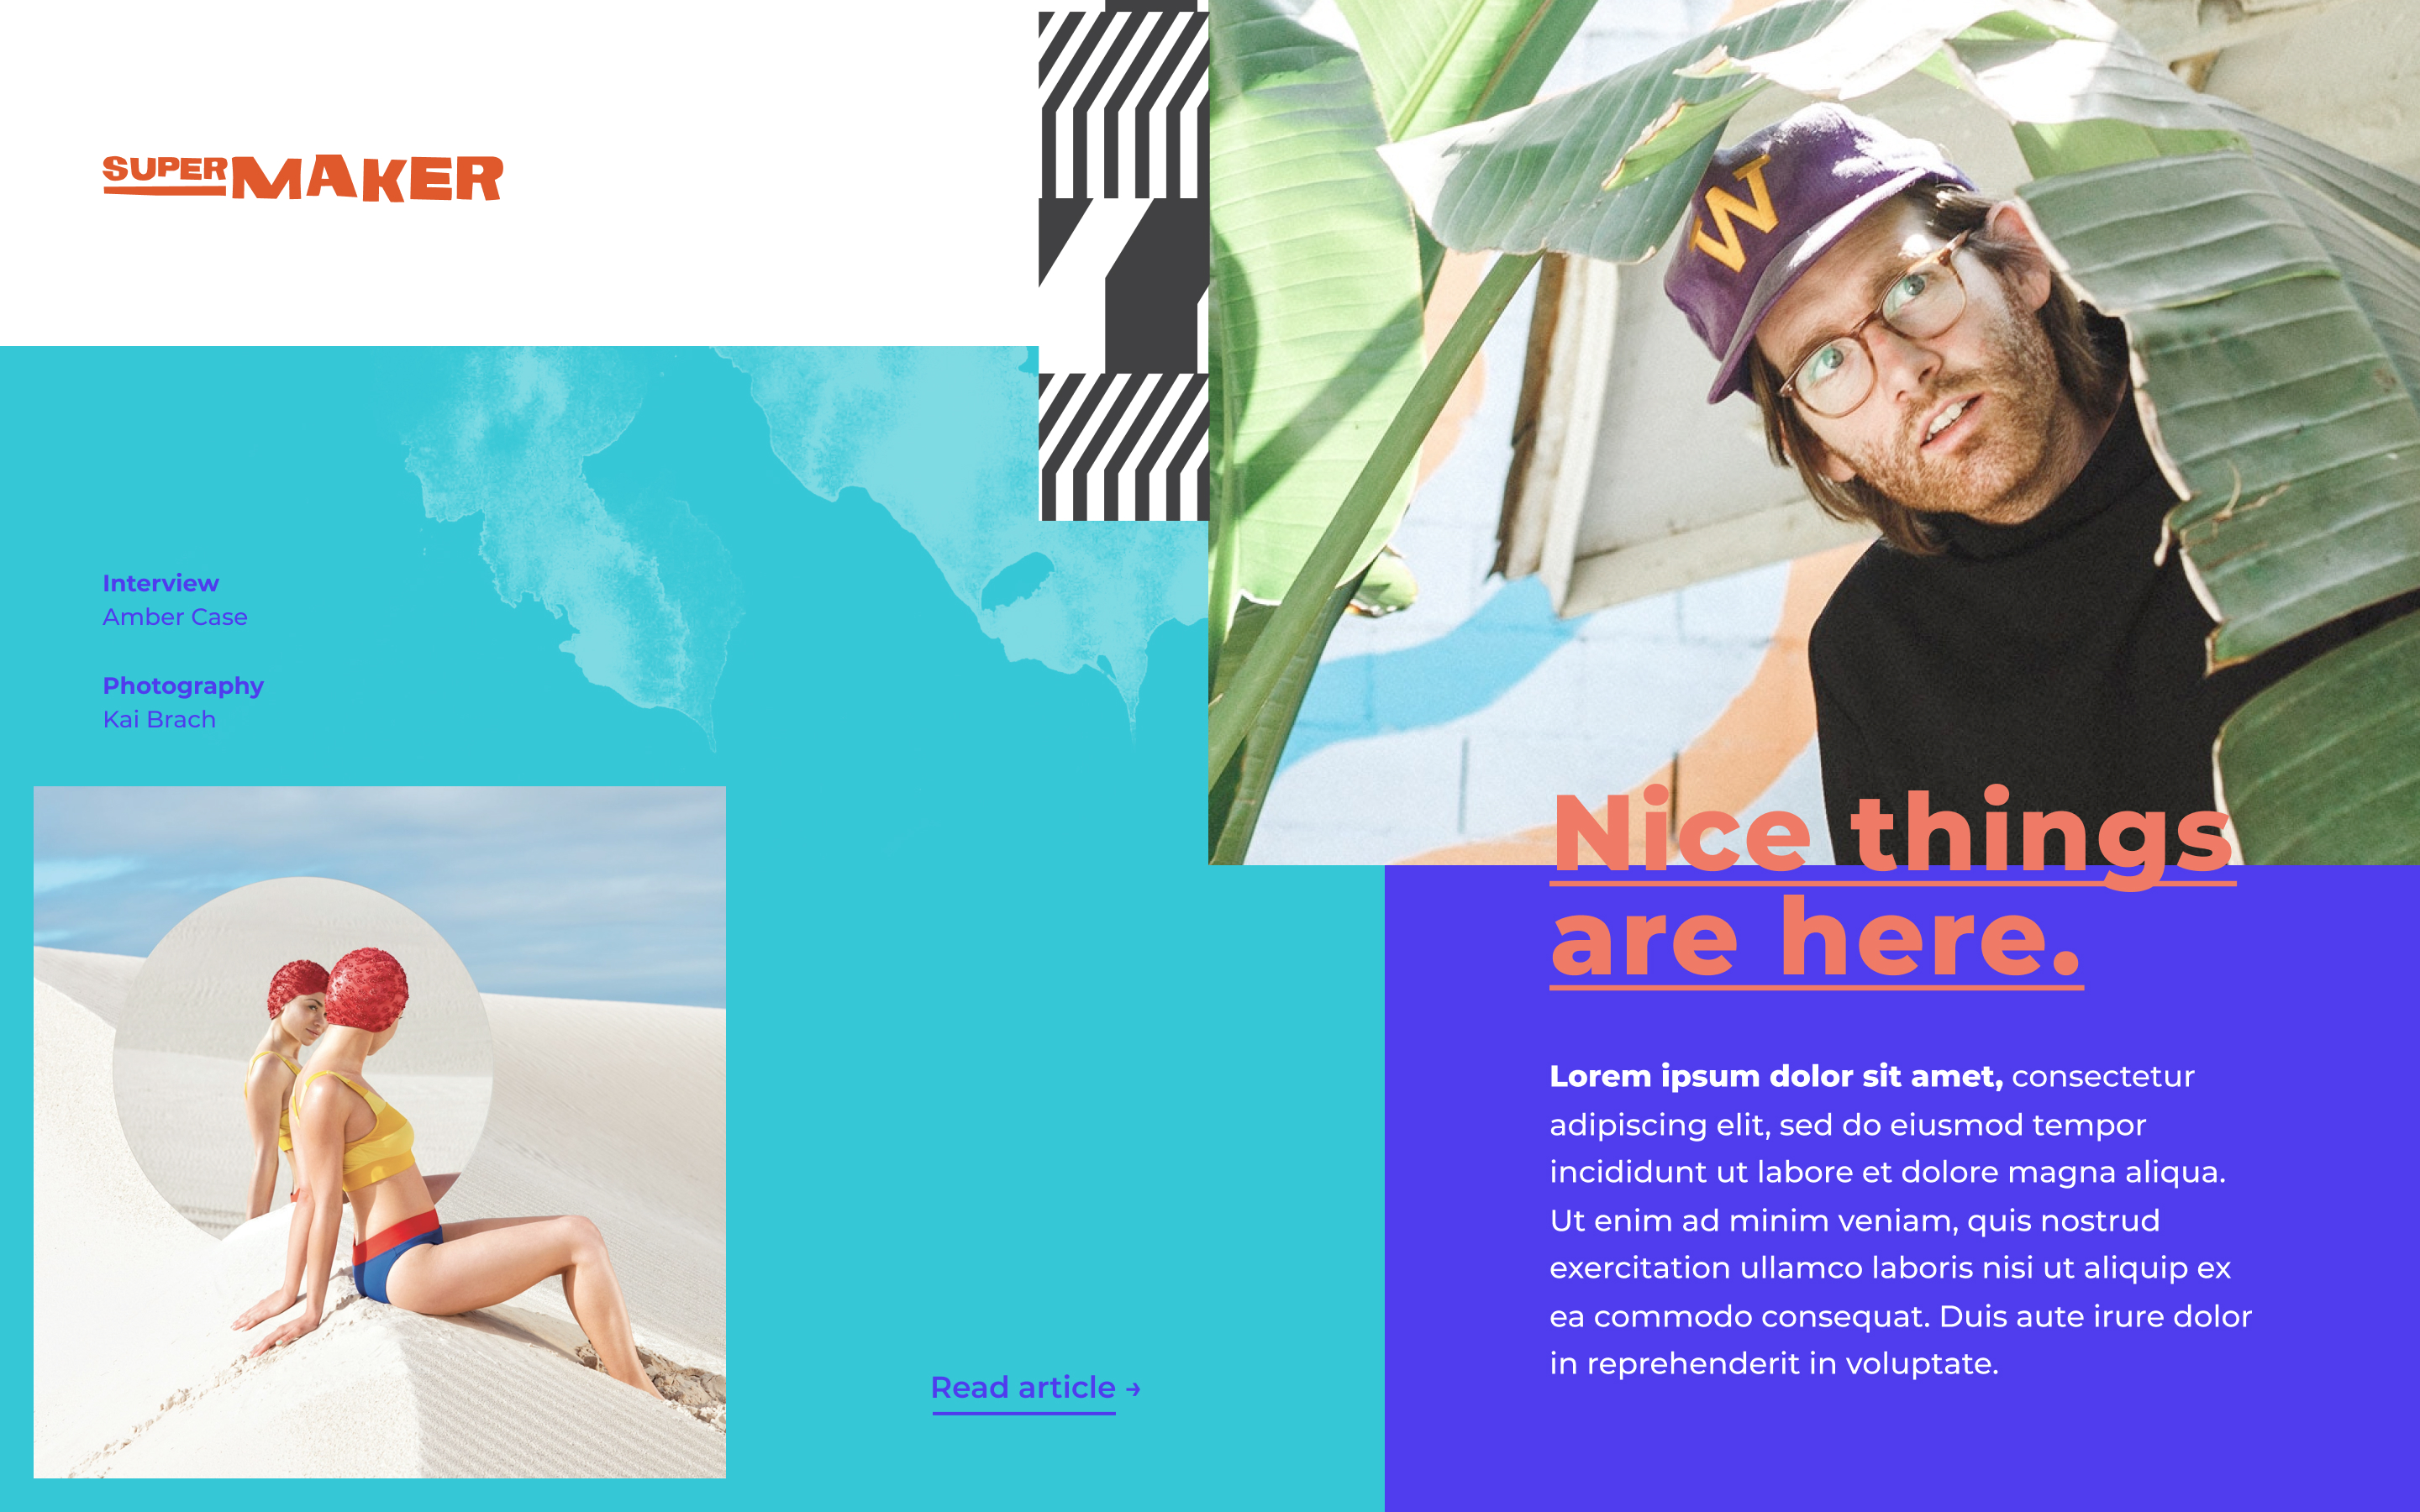 SUPER MAKER
Interview
Amber Case
Photography
Kai Brach
W
Nice things
are here.
Lorem ipsum dolor sit amet, consectetur
adipiscing elit, sed do eiusmod tempor
incididunt ut labore et dolore magna aliqua.
Ut enim ad minim veniam, quis nostrud
exercitation ullamco laboris nisi ut aliquip ex
ea commodo consequat. Duis aute irure dolor
in reprehenderit in voluptate.
Read article →